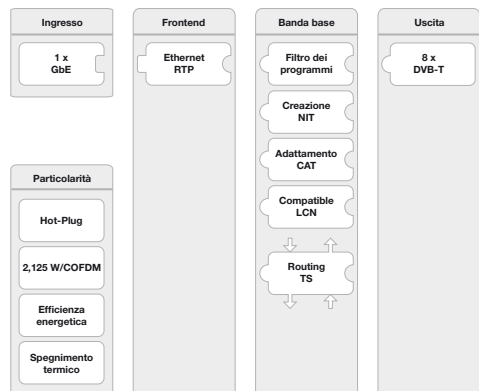 Ingresso
1 x
GbE
Frontend
Ethernet
RTP
Banda base
Filtro dei
programmi
Creazione
NIT
Adattamento
CAT
Compatible
LCN
Routing
TS
Uscita
8 x
DVB-T
Particolarità
Hot-Plug
2,125 W/COFDM
Efficienza
energetica
Spegnimento
termico